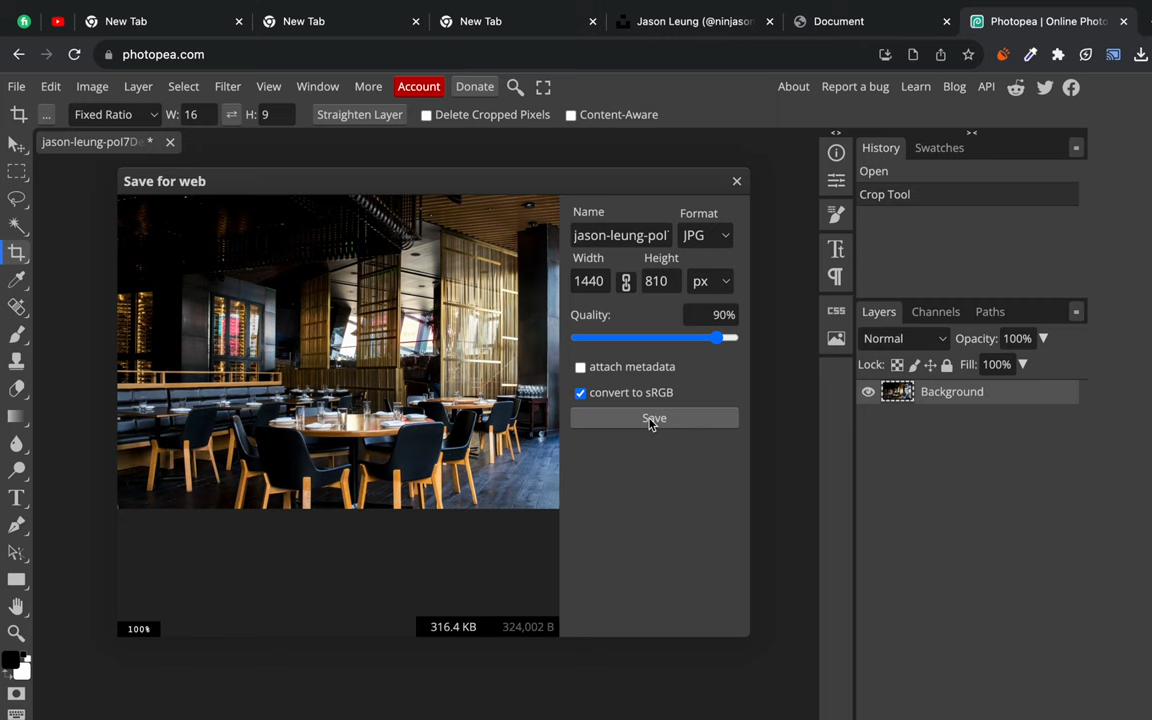 New Tab
New Tab
New Tab
Jason Leung (@ninjason
Document
Photopea | Online Photo
photopea.com
File Edit Image Layer Select Filter View Window More Account Donate
About Report a bug Learn Blog API
... Fixed Ratio W: 16 H: 9 Straighten Layer Delete Cropped Pixels Content-Aware
jason-leung-poI7De *
Save for web
Name Format
jason-leung-poI JPG
Width Height
1440 810 px
Quality: 90%
attach metadata
convert to sRGB
Save
100%
316.4 KB 324,002 B
CSS
History Swatches
Open
Crop Tool
Layers Channels Paths
Normal Opacity: 100%
Lock: Fill: 100%
Background